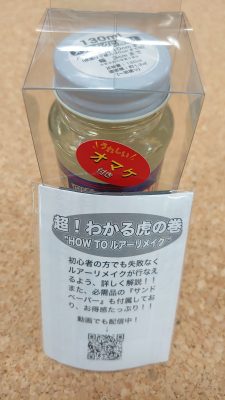 130ml
うれしい!
オマケ
付き
超!わかる虎の巻
~HOW TO ルアーリメイク~
初心者の方でも失敗なく
ルアーリメイクが行なえ
るよう、詳しく解説!!
また、必需品の『サンド
ペーパー』も付属してお
り、お得感たっぷり!!
動画でも配信中!